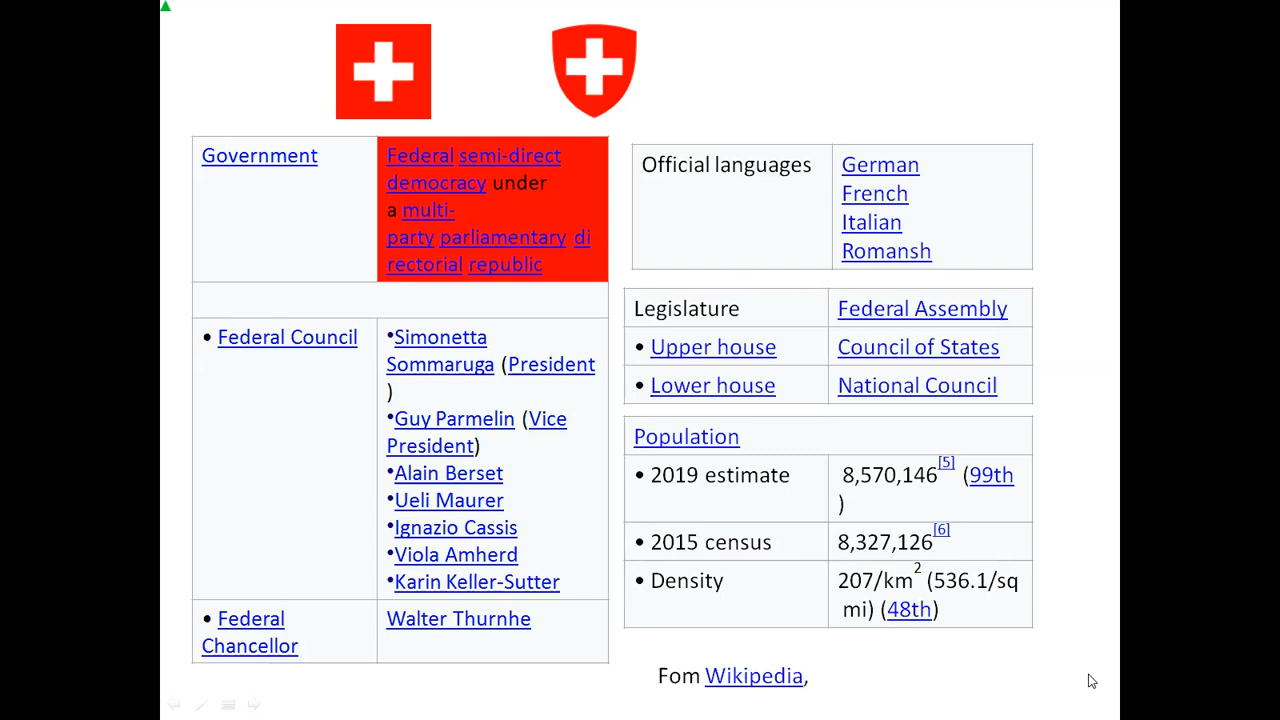 Government
Federal semi-direct
democracy under
a multi-
party parliamentary di
rectorial republic
• Federal Council
•Simonetta
Sommaruga (President
)
•Guy Parmelin (Vice
President)
•Alain Berset
•Ueli Maurer
•Ignazio Cassis
•Viola Amherd
•Karin Keller-Sutter
• Federal
Chancellor
Walter Thurnhe
Official languages
German
French
Italian
Romansh
Legislature
Federal Assembly
• Upper house
Council of States
• Lower house
National Council
Population
• 2019 estimate
8,570,146[5] (99th
)
• 2015 census
8,327,126[6]
• Density
207/km2 (536.1/sq
mi) (48th)
Fom Wikipedia,